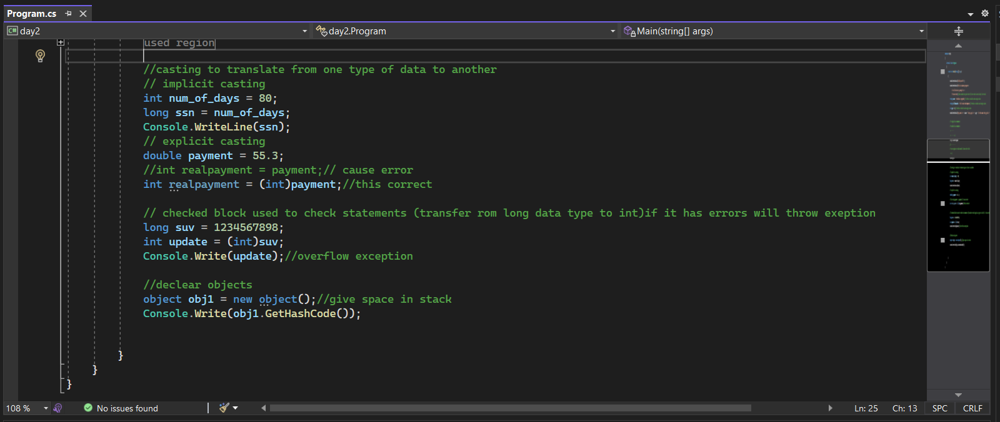 Program.cs
C# day2
day2.Program
Main(string[] args)
used region
//casting to translate from one type of data to another
// implicit casting
int num_of_days = 80;
long ssn = num_of_days;
Console.WriteLine(ssn);
// explicit casting
double payment = 55.3;
//int realpayment = payment;// cause error
int realpayment = (int)payment;//this correct
// checked block used to check statements (transfer rom long data type to int)if it has errors will throw exeption
long suv = 1234567898;
int update = (int)suv;
Console.Write(update);//overflow exception
//declear objects
object obj1 = new object();//give space in stack
Console.Write(obj1.GetHashCode());
}
}
}
108 %
No issues found
Ln: 25
Ch: 13
SPC
CRLF